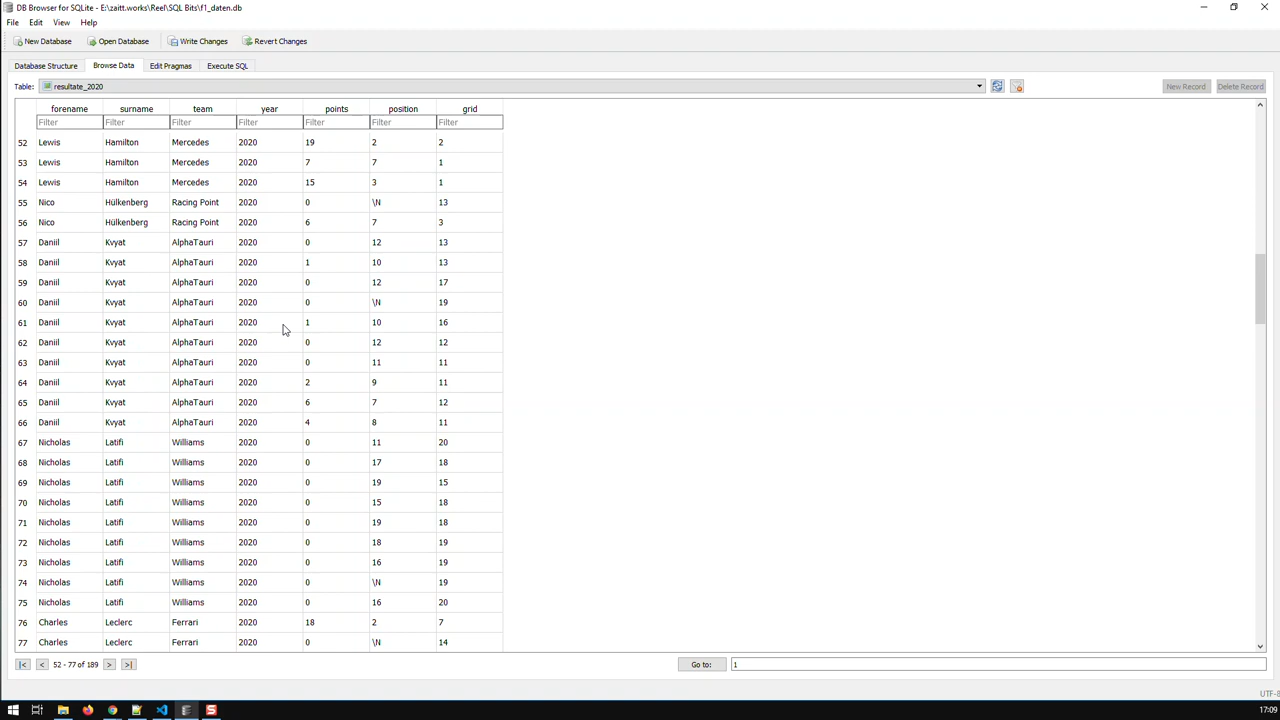 DB Browser for SQLite - E:\zaitt.works\Reel\SQL Bits\f1_daten.db
File Edit View Help
New Database Open Database Write Changes Revert Changes
Database Structure Browse Data Edit Pragmas Execute SQL
Table: resultate_2020 New Record Delete Record
forename surname team year points position grid
Filter Filter Filter Filter Filter Filter Filter
52 Lewis Hamilton Mercedes 2020 19 2 2
53 Lewis Hamilton Mercedes 2020 7 7 1
54 Lewis Hamilton Mercedes 2020 15 3 1
55 Nico Hülkenberg Racing Point 2020 0 \N 13
56 Nico Hülkenberg Racing Point 2020 6 7 3
57 Daniil Kvyat AlphaTauri 2020 0 12 13
58 Daniil Kvyat AlphaTauri 2020 1 10 13
59 Daniil Kvyat AlphaTauri 2020 0 12 17
60 Daniil Kvyat AlphaTauri 2020 0 \N 19
61 Daniil Kvyat AlphaTauri 2020 1 10 16
62 Daniil Kvyat AlphaTauri 2020 0 12 12
63 Daniil Kvyat AlphaTauri 2020 0 11 11
64 Daniil Kvyat AlphaTauri 2020 2 9 11
65 Daniil Kvyat AlphaTauri 2020 6 7 12
66 Daniil Kvyat AlphaTauri 2020 4 8 11
67 Nicholas Latifi Williams 2020 0 11 20
68 Nicholas Latifi Williams 2020 0 17 18
69 Nicholas Latifi Williams 2020 0 19 15
70 Nicholas Latifi Williams 2020 0 15 18
71 Nicholas Latifi Williams 2020 0 19 18
72 Nicholas Latifi Williams 2020 0 18 19
73 Nicholas Latifi Williams 2020 0 16 19
74 Nicholas Latifi Williams 2020 0 \N 19
75 Nicholas Latifi Williams 2020 0 16 20
76 Charles Leclerc Ferrari 2020 18 2 7
77 Charles Leclerc Ferrari 2020 0 \N 14
|< < 52 - 77 of 189 > >| Go to: 1
UTF-8
17:09